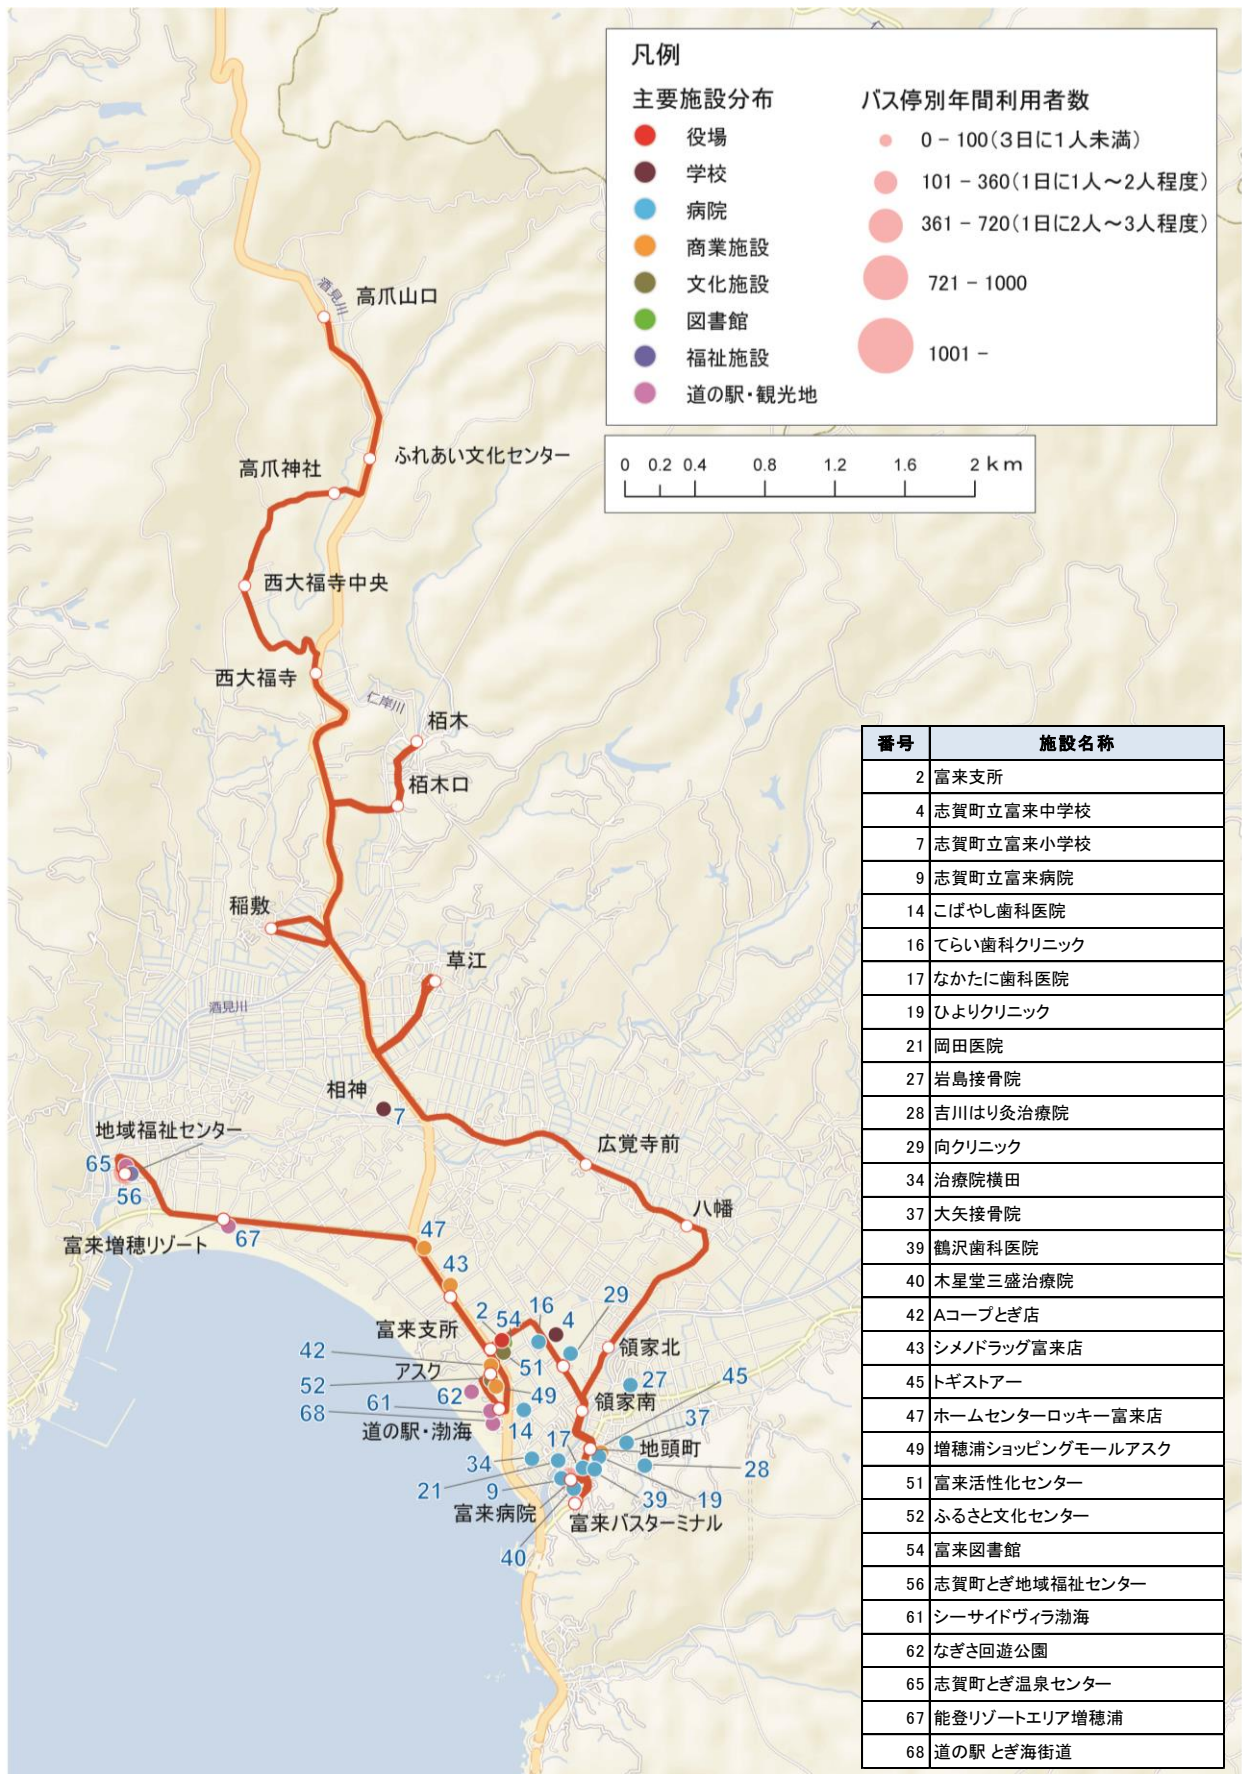 凡例
主要施設分布
役場
学校
病院
商業施設
文化施設
図書館
福祉施設
道の駅・観光地
バス停別年間利用者数
0 － 100(３日に１人未満)
101 － 360(1日に1人～2人程度)
361 － 720(1日に2人～3人程度)
721 － 1000
1001 －
0 0.2 0.4 0.8 1.2 1.6 2 km
酒見川
高爪山口
ふれあい文化センター
高爪神社
西大福寺中央
西大福寺
仁岸川
栢木
栢木口
稲敷
草江
酒見川
相神
7
地域福祉センター
65
56
広覚寺前
八幡
富来増穂リゾート
67
47
43
29
2
54
16
4
富来支所
領家北
42
アスク
51
27
45
52
62
49
領家南
61
68
道の駅・渤海
14
37
17
地頭町
34
28
21
9
39
19
富来病院
富来バスターミナル
40
番号 施設名称
2 富来支所
4 志賀町立富来中学校
7 志賀町立富来小学校
9 志賀町立富来病院
14 こばやし歯科医院
16 てらい歯科クリニック
17 なかたに歯科医院
19 ひよりクリニック
21 岡田医院
27 岩島接骨院
28 吉川はり灸治療院
29 向クリニック
34 治療院横田
37 大矢接骨院
39 鶴沢歯科医院
40 木星堂三盛治療院
42 Aコープとぎ店
43 シメノドラッグ富来店
45 トギストアー
47 ホームセンターロッキー富来店
49 増穂浦ショッピングモールアスク
51 富来活性化センター
52 ふるさと文化センター
54 富来図書館
56 志賀町とぎ地域福祉センター
61 シーサイドヴィラ渤海
62 なぎさ回遊公園
65 志賀町とぎ温泉センター
67 能登リゾートエリア増穂浦
68 道の駅 とぎ海街道